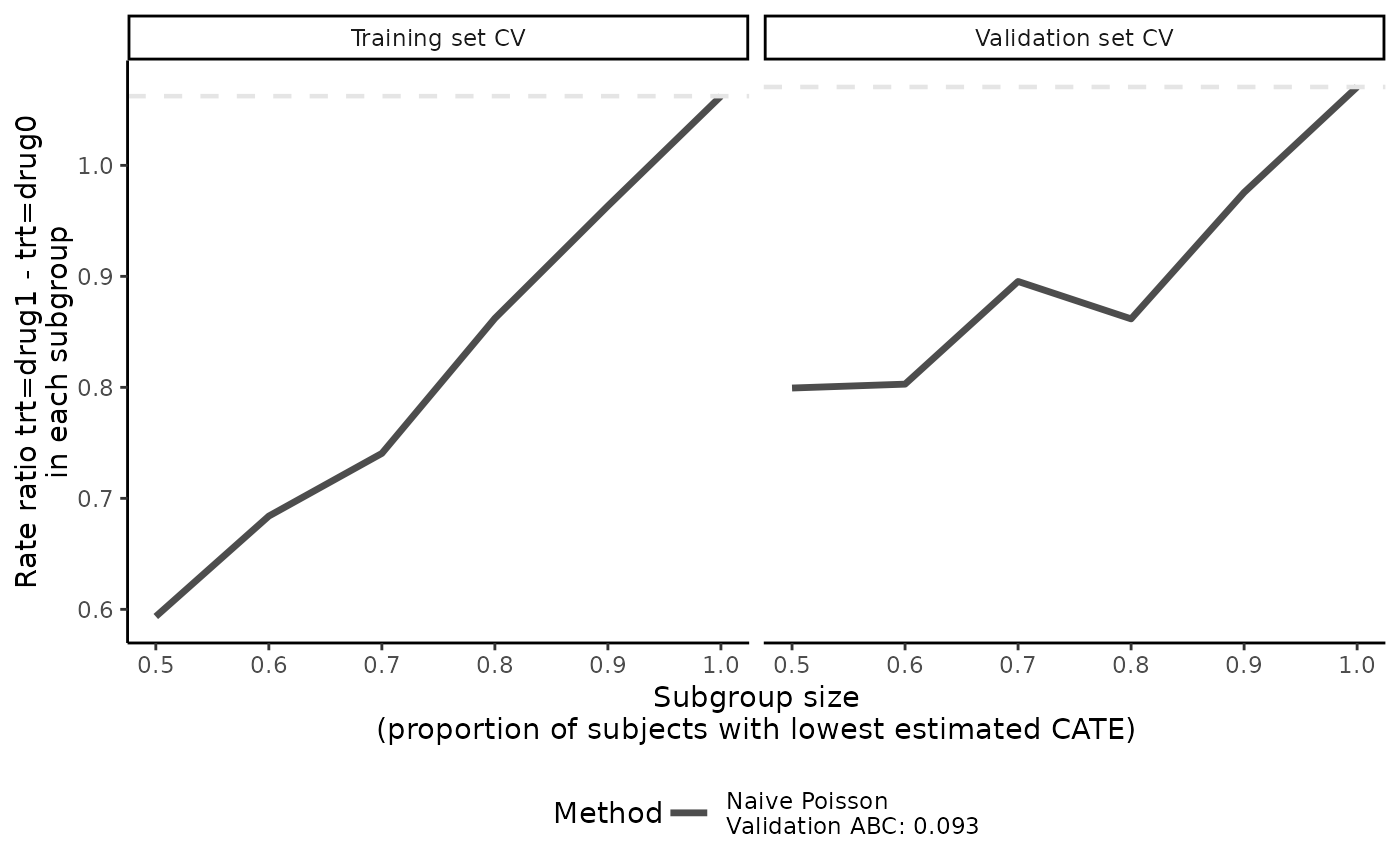 Training set CV
Validation set CV
Rate ratio trt=drug1 - trt=drug0
in each subgroup
1.0
0.9
0.8
0.7
0.6
0.5 0.6 0.7 0.8 0.9 1.0
0.5 0.6 0.7 0.8 0.9 1.0
Subgroup size
(proportion of subjects with lowest estimated CATE)
Method
Naive Poisson
Validation ABC: 0.093